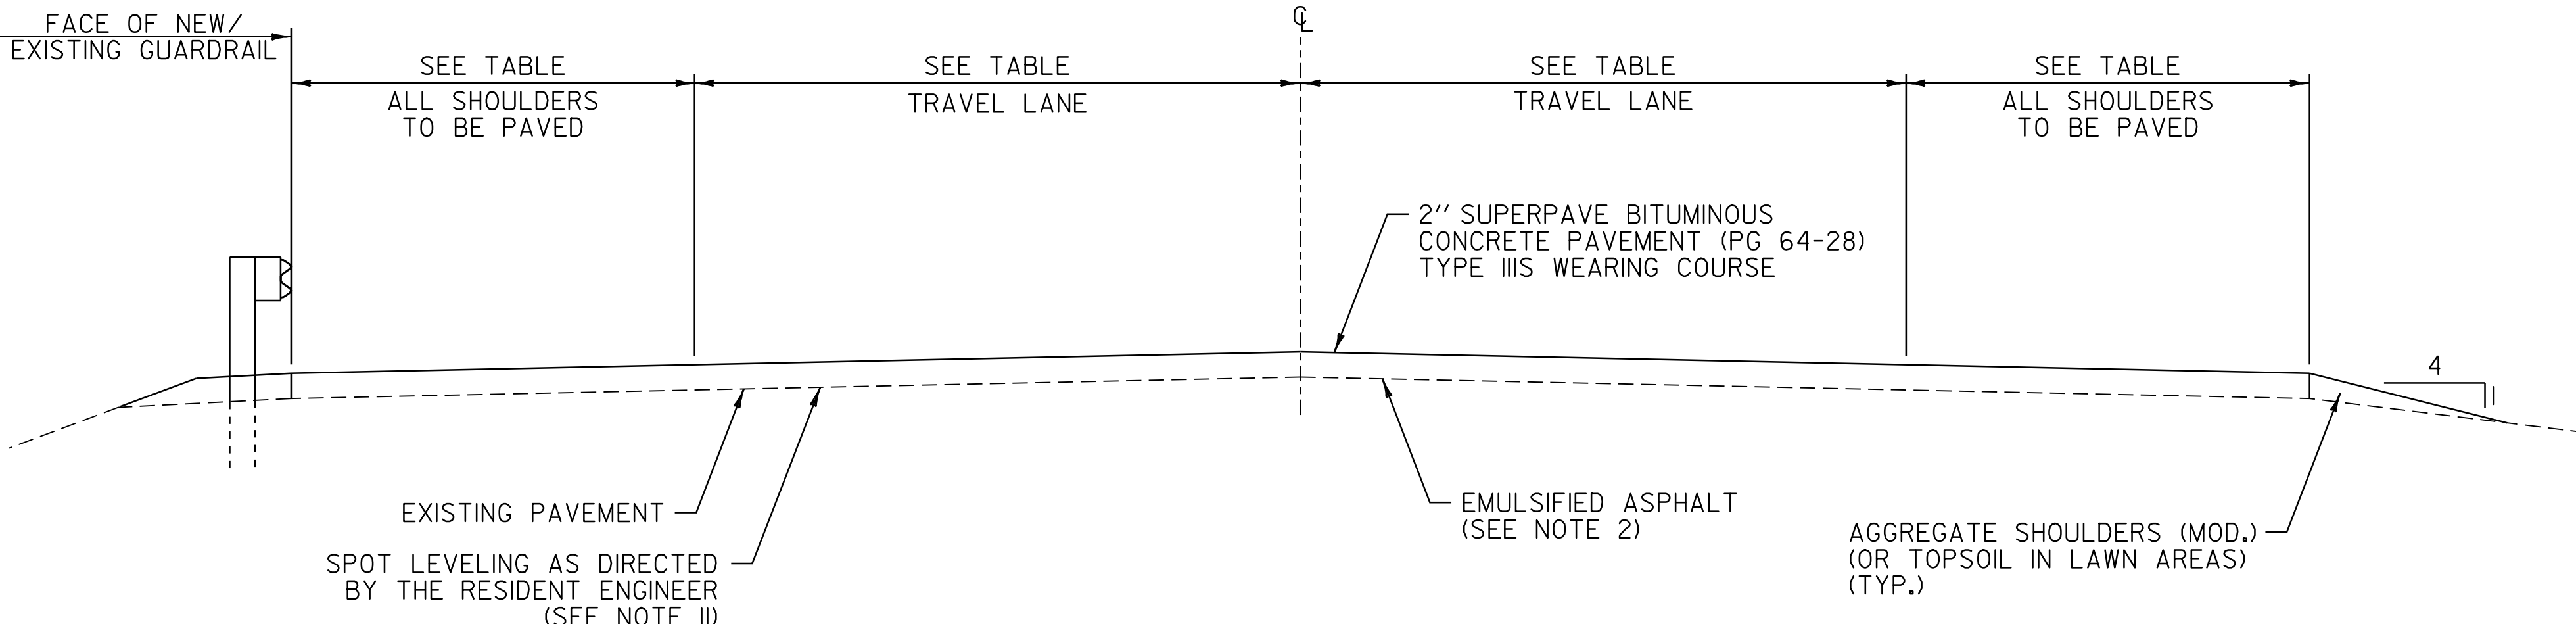 FACE OF NEW/
EXISTING GUARDRAIL
℄
SEE TABLE
ALL SHOULDERS
TO BE PAVED
SEE TABLE
TRAVEL LANE
SEE TABLE
TRAVEL LANE
SEE TABLE
ALL SHOULDERS
TO BE PAVED
2" SUPERPAVE BITUMINOUS
CONCRETE PAVEMENT (PG 64-28)
TYPE IIIS WEARING COURSE
4
1
EXISTING PAVEMENT
SPOT LEVELING AS DIRECTED
BY THE RESIDENT ENGINEER
(SEE NOTE 11)
EMULSIFIED ASPHALT
(SEE NOTE 2)
AGGREGATE SHOULDERS (MOD.)
(OR TOPSOIL IN LAWN AREAS)
(TYP.)